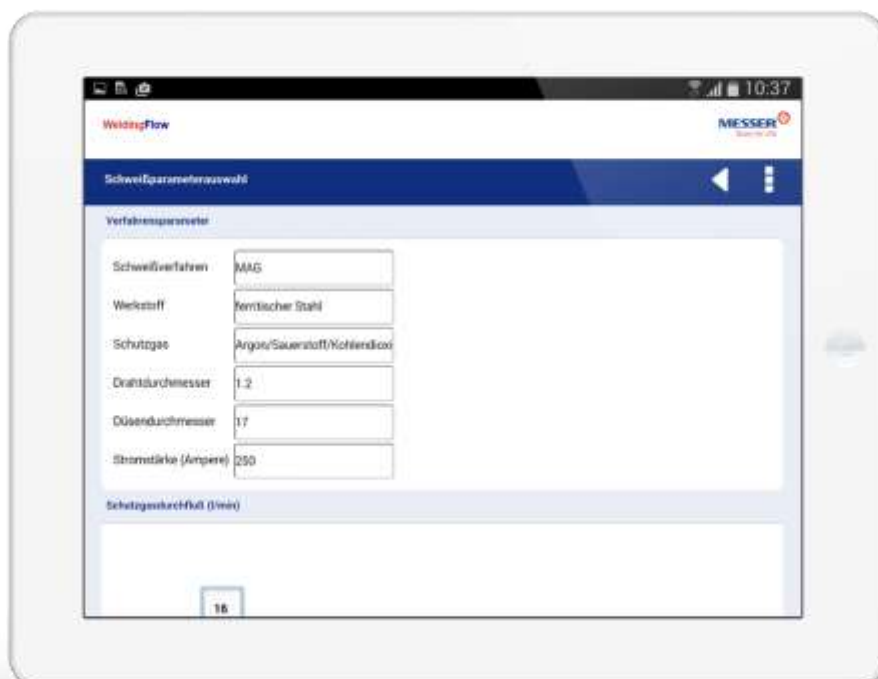 10:37
WeldingFlow
MESSER
Schweißparameterauswahl
Verfahrensparameter
Schweißverfahren MAG
Werkstoff ferritischer Stahl
Schutzgas Argon/Sauerstoff/Kohlendiox
Drahtdurchmesser 1.2
Düsendurchmesser 17
Stromstärke (Ampere) 250
Schutzgasdurchfluß (l/min)
16